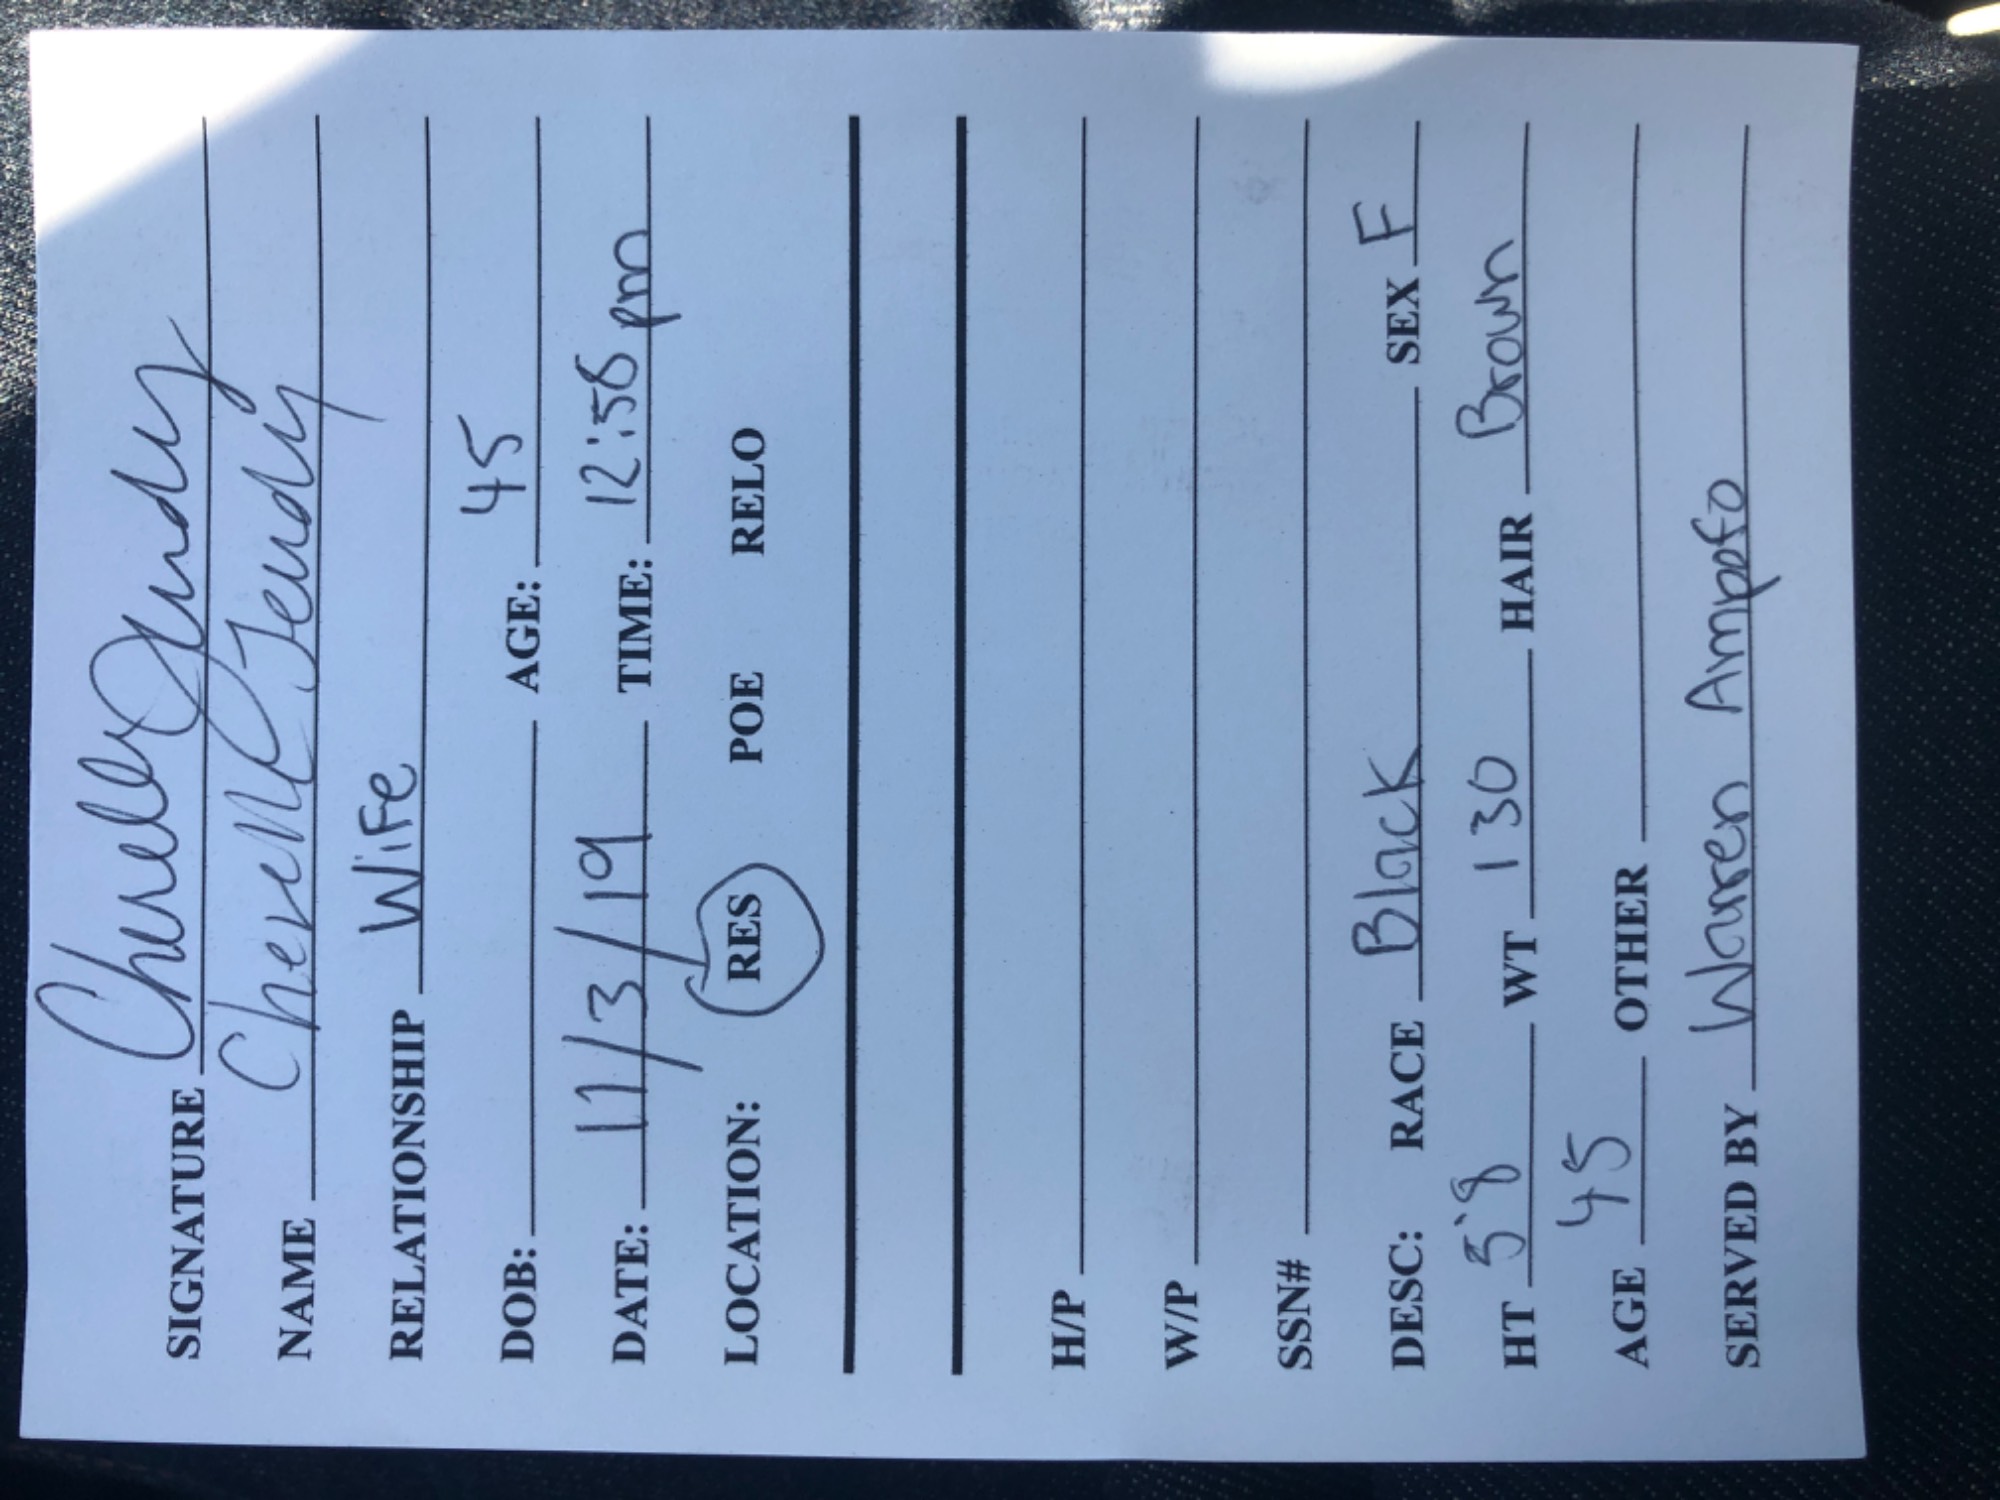 SIGNATURE Cherelle Jeudy
NAME Cherelle Jeudy
RELATIONSHIP Wife
DOB: AGE: 45
DATE: 11/3/19 TIME: 12:58 pm
LOCATION: RES POE RELO
H/P
W/P
SSN#
DESC: RACE Black SEX F
HT 5'8 WT 130 HAIR Brown
AGE 45 OTHER
SERVED BY Warren Ampofo